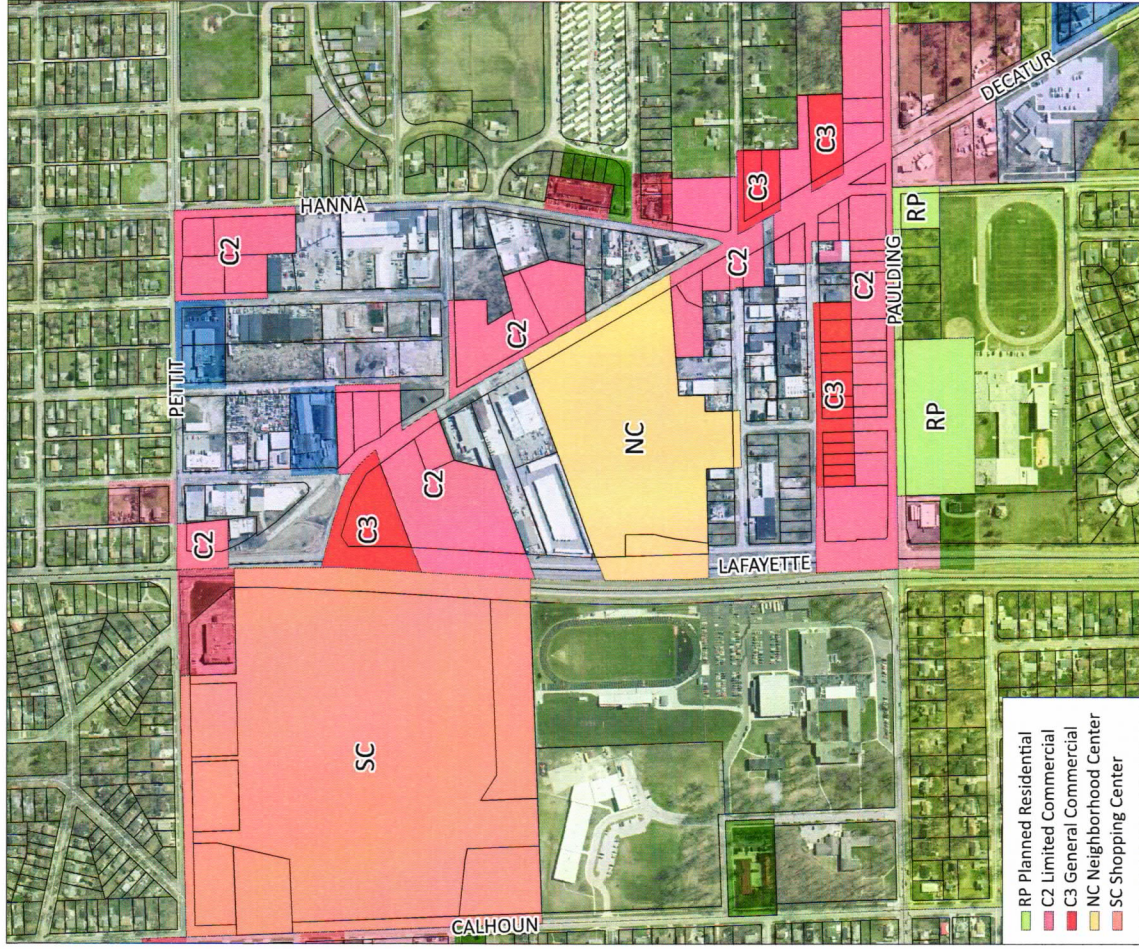 HANNA
C2
PETTIT
C2
C2
C3
C2
C3
SC
C3
C3
C2
NC
LAFAYETTE
C3
C2
PAULDING
RP
RP
DECATUR
CALHOUN
RP Planned Residential
C2 Limited Commercial
C3 General Commercial
NC Neighborhood Center
SC Shopping Center